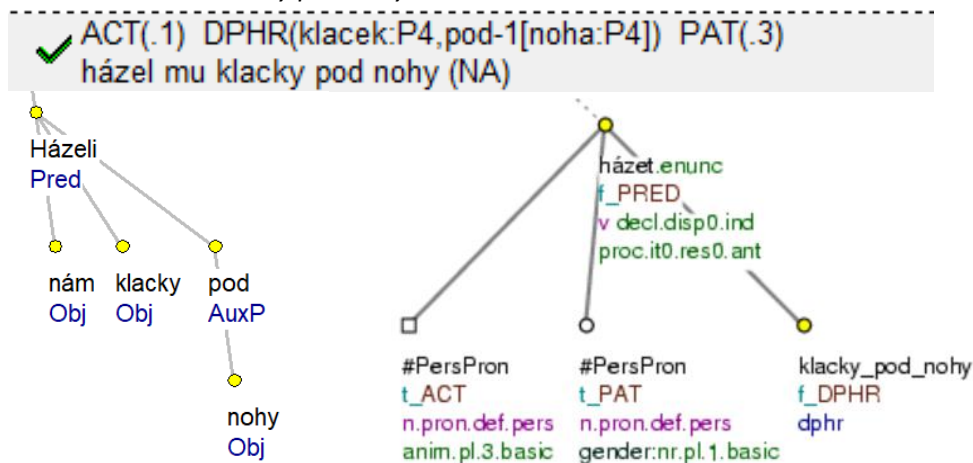 ACT(.1) DPHR(klacek:P4,pod-1[noha:P4]) PAT(.3)
házel mu klacky pod nohy (NA)
Házeli
Pred
nám klacky pod
Obj Obj AuxP
nohy
Obj
házet.enunc
f_PRED
v decl.disp0.ind
proc.it0.res0.ant
#PersPron #PersPron klacky_pod_nohy
t_ACT t_PAT f_DPHR
n.pron.def.pers n.pron.def.pers dphr
anim.pl.3.basic gender:nr.pl.1.basic